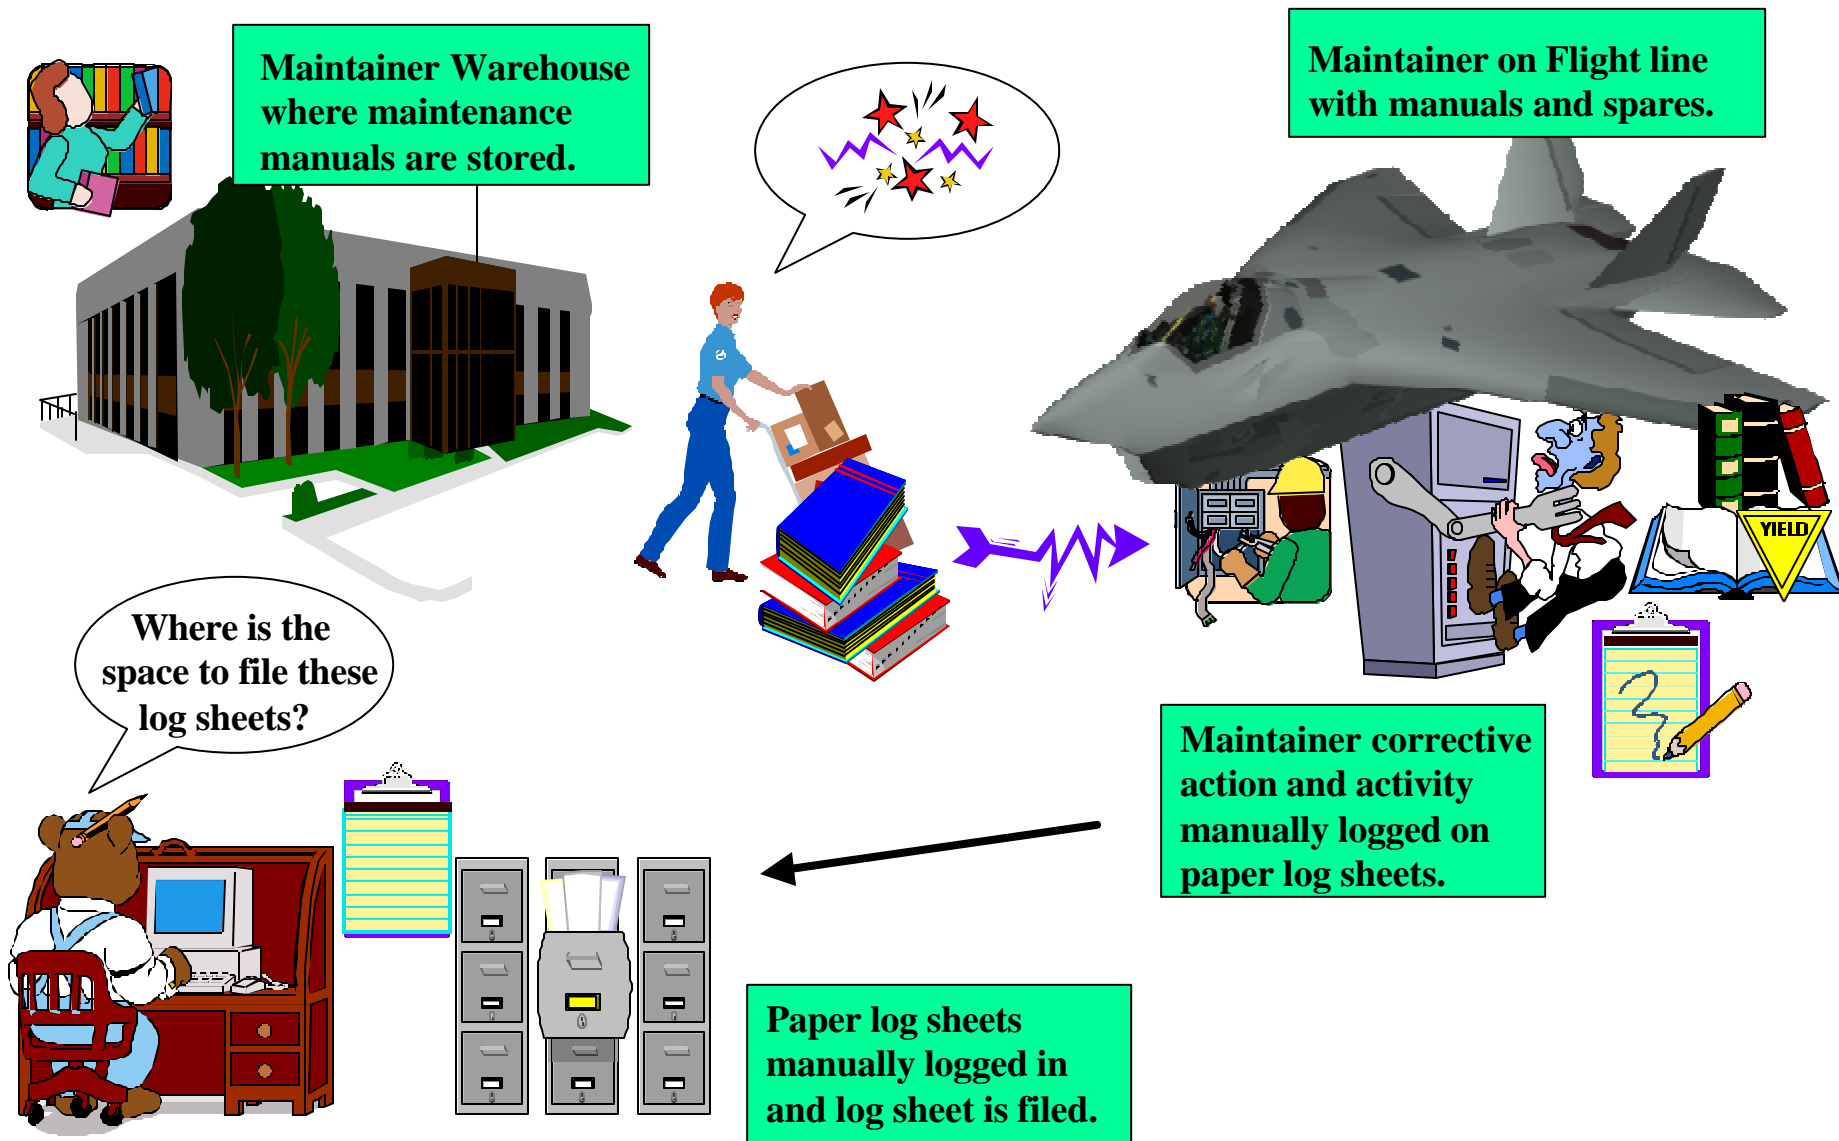 Maintainer Warehouse
where maintenance
manuals are stored.
Maintainer on Flight line
with manuals and spares.
YIELD
Where is the
space to file these
log sheets?
Maintainer corrective
action and activity
manually logged on
paper log sheets.
Paper log sheets
manually logged in
and log sheet is filed.